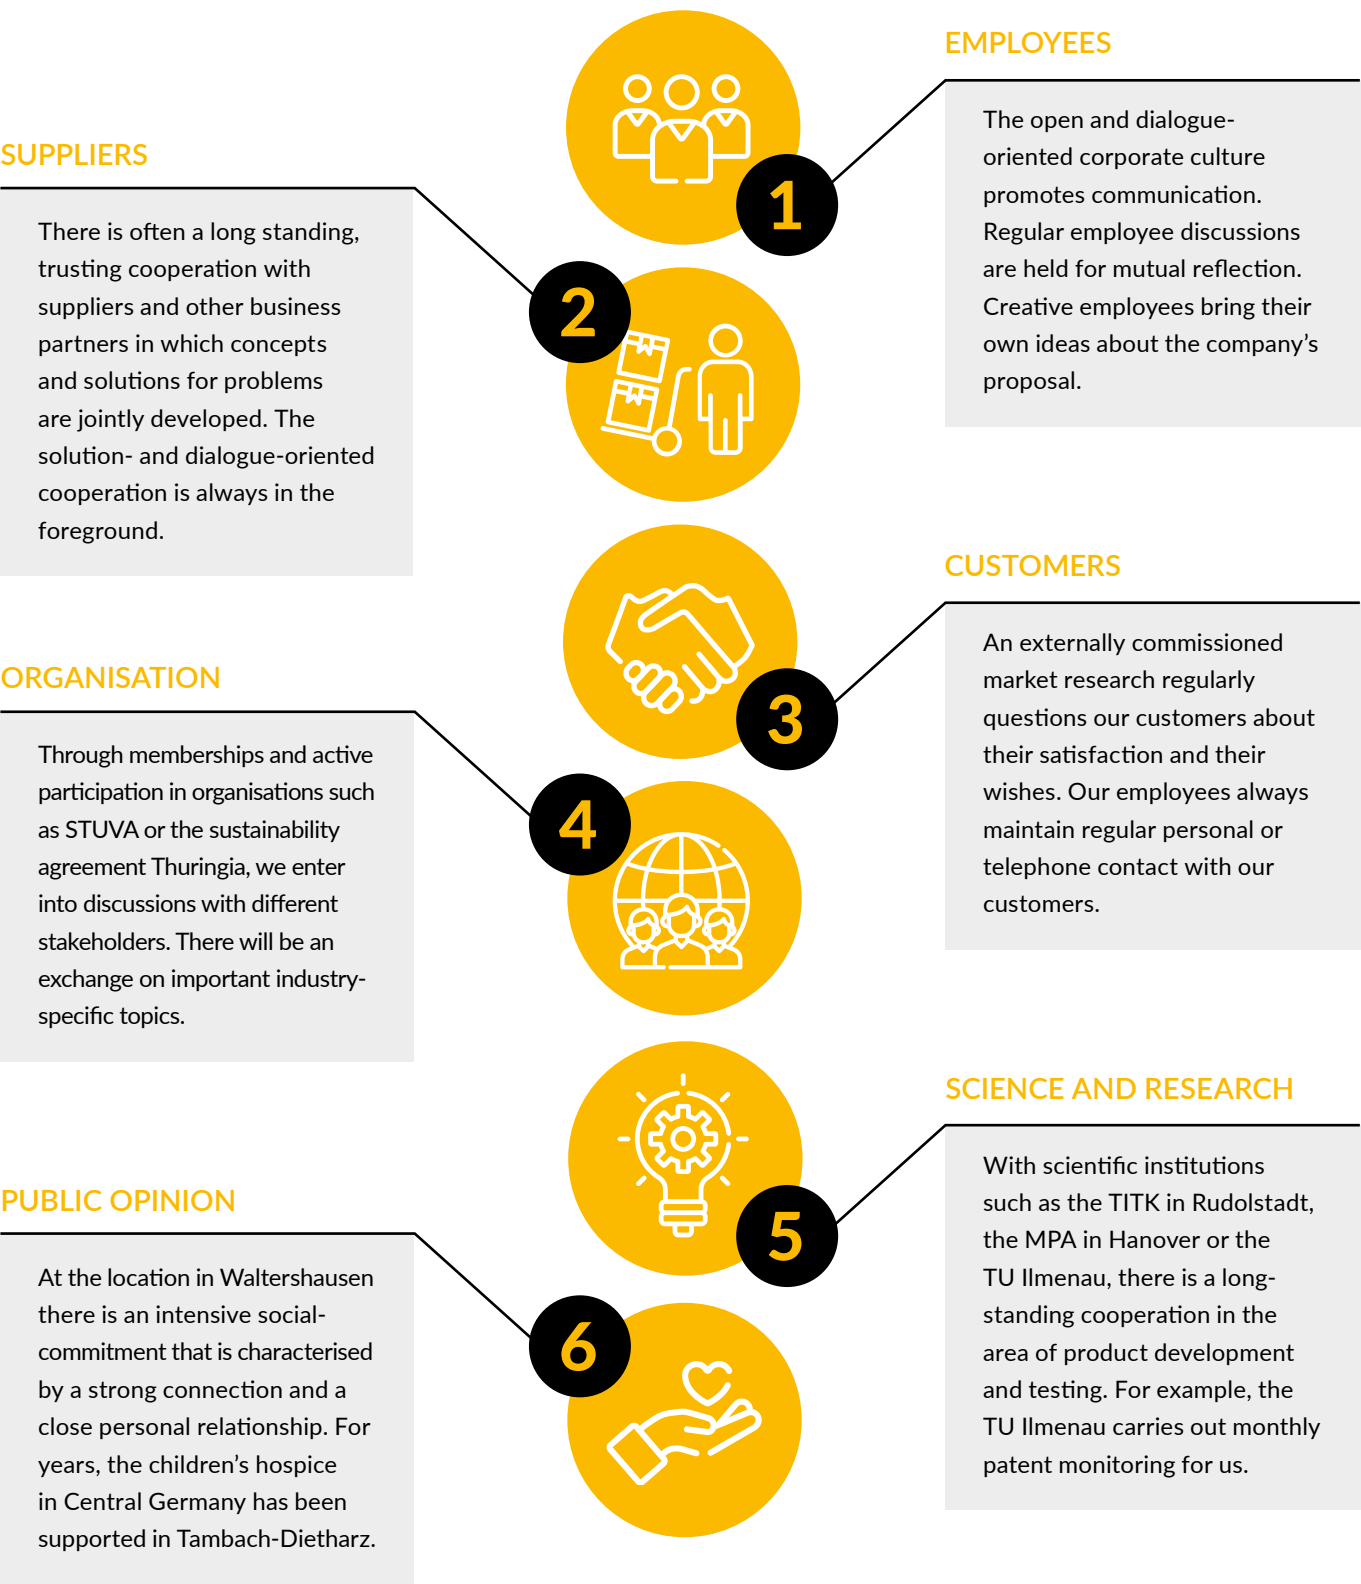 EMPLOYEES
1
The open and dialogue-
oriented corporate culture
promotes communication.
Regular employee discussions
are held for mutual reflection.
Creative employees bring their
own ideas about the company’s
proposal.
SUPPLIERS
2
There is often a long standing,
trusting cooperation with
suppliers and other business
partners in which concepts
and solutions for problems
are jointly developed. The
solution- and dialogue-oriented
cooperation is always in the
foreground.
CUSTOMERS
3
An externally commissioned
market research regularly
questions our customers about
their satisfaction and their
wishes. Our employees always
maintain regular personal or
telephone contact with our
customers.
ORGANISATION
4
Through memberships and active
participation in organisations such
as STUVA or the sustainability
agreement Thuringia, we enter
into discussions with different
stakeholders. There will be an
exchange on important industry-
specific topics.
SCIENCE AND RESEARCH
5
With scientific institutions
such as the TITK in Rudolstadt,
the MPA in Hanover or the
TU Ilmenau, there is a long-
standing cooperation in the
area of product development
and testing. For example, the
TU Ilmenau carries out monthly
patent monitoring for us.
PUBLIC OPINION
6
At the location in Waltershausen
there is an intensive social-
commitment that is characterised
by a strong connection and a
close personal relationship. For
years, the children’s hospice
in Central Germany has been
supported in Tambach-Dietharz.